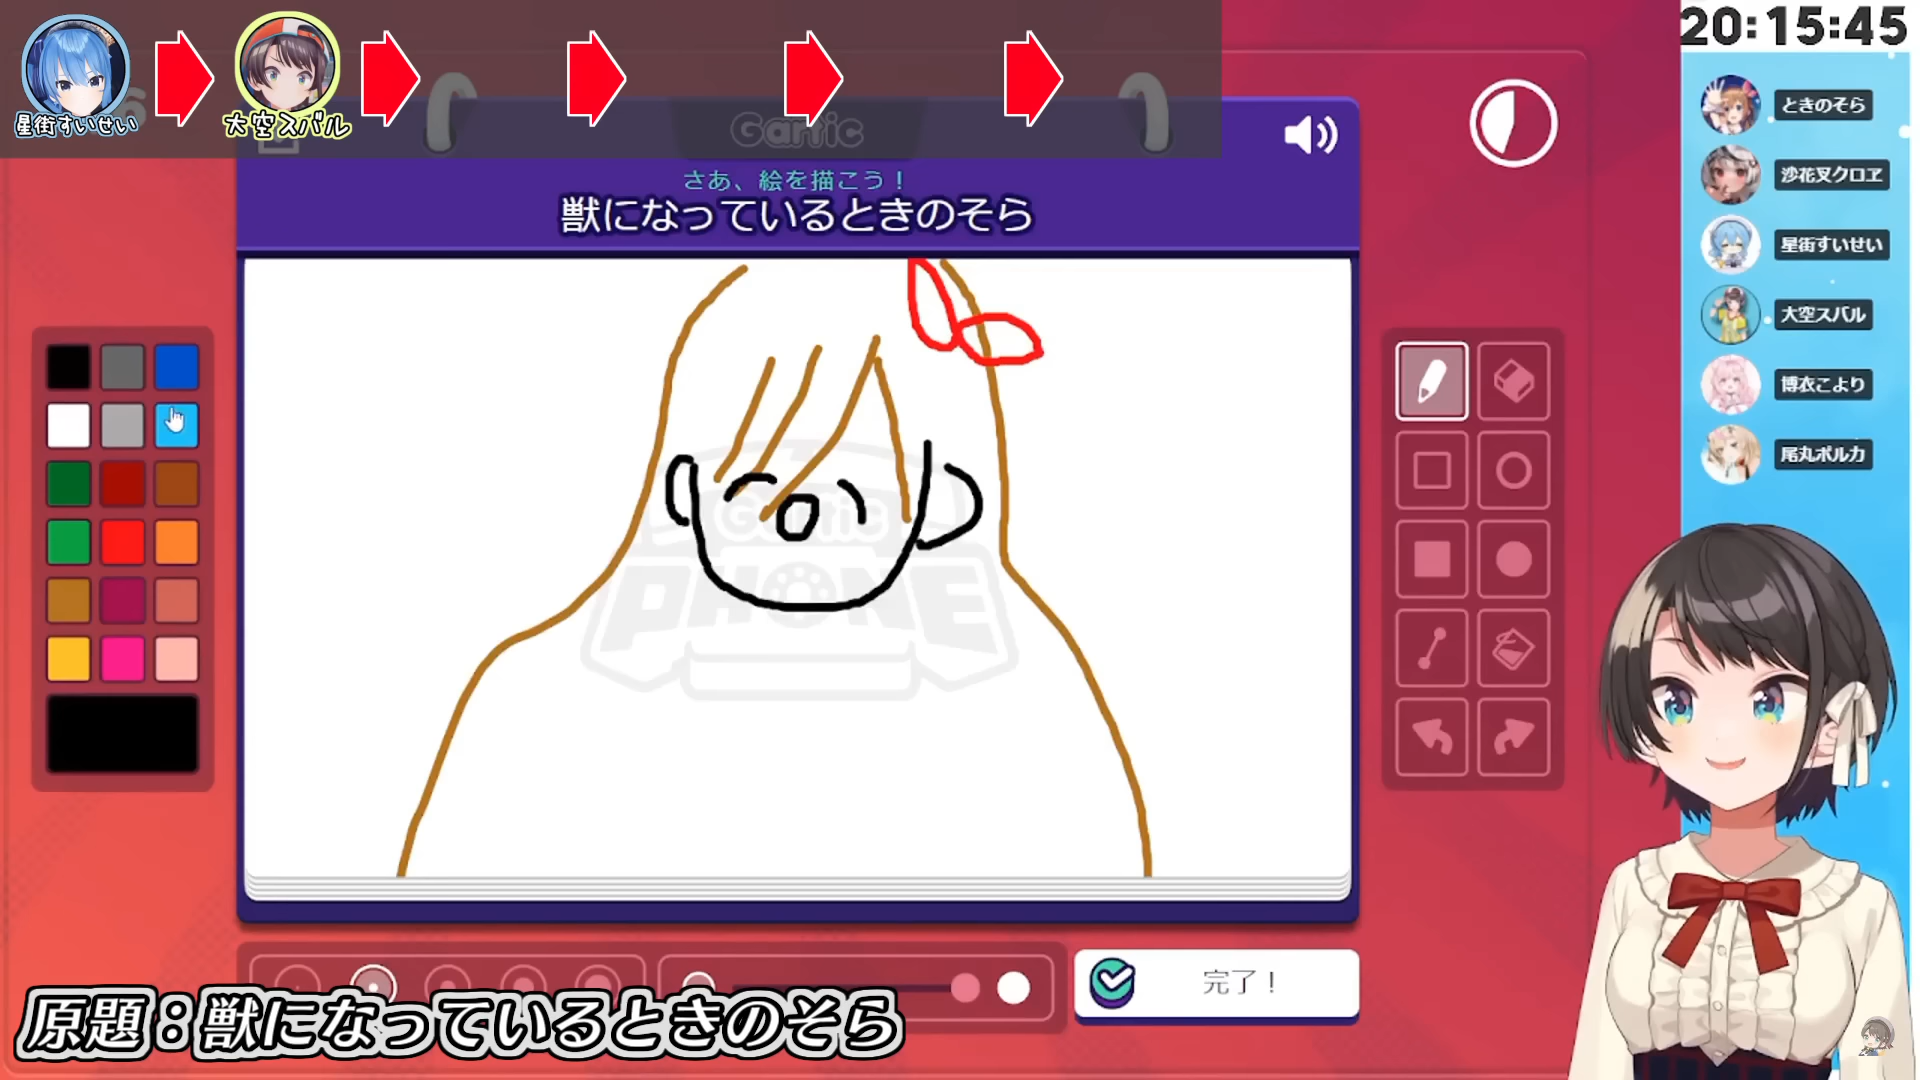 20:15:45
星街すいせい
大空スバル
Gartic
さあ、絵を描こう！
獣になっているときのそら
ときのそら
沙花叉クロヱ
星街すいせい
大空スバル
博衣こより
尾丸ポルカ
Gartic
PHONE
完了！
原題：獣になっているときのそら